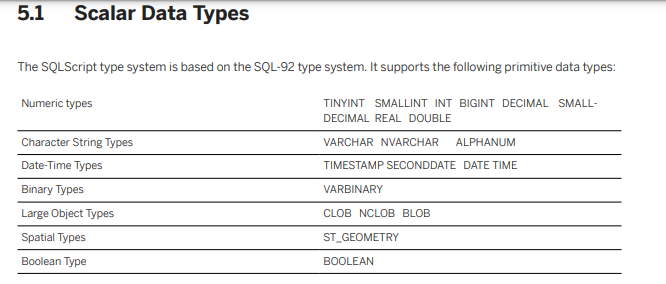 5.1 Scalar Data Types
The SQLScript type system is based on the SQL-92 type system. It supports the following primitive data types:
Numeric types TINYINT SMALLINT INT BIGINT DECIMAL SMALL-
DECIMAL REAL DOUBLE
Character String Types VARCHAR NVARCHAR ALPHANUM
Date-Time Types TIMESTAMP SECONDDATE DATE TIME
Binary Types VARBINARY
Large Object Types CLOB NCLOB BLOB
Spatial Types ST_GEOMETRY
Boolean Type BOOLEAN